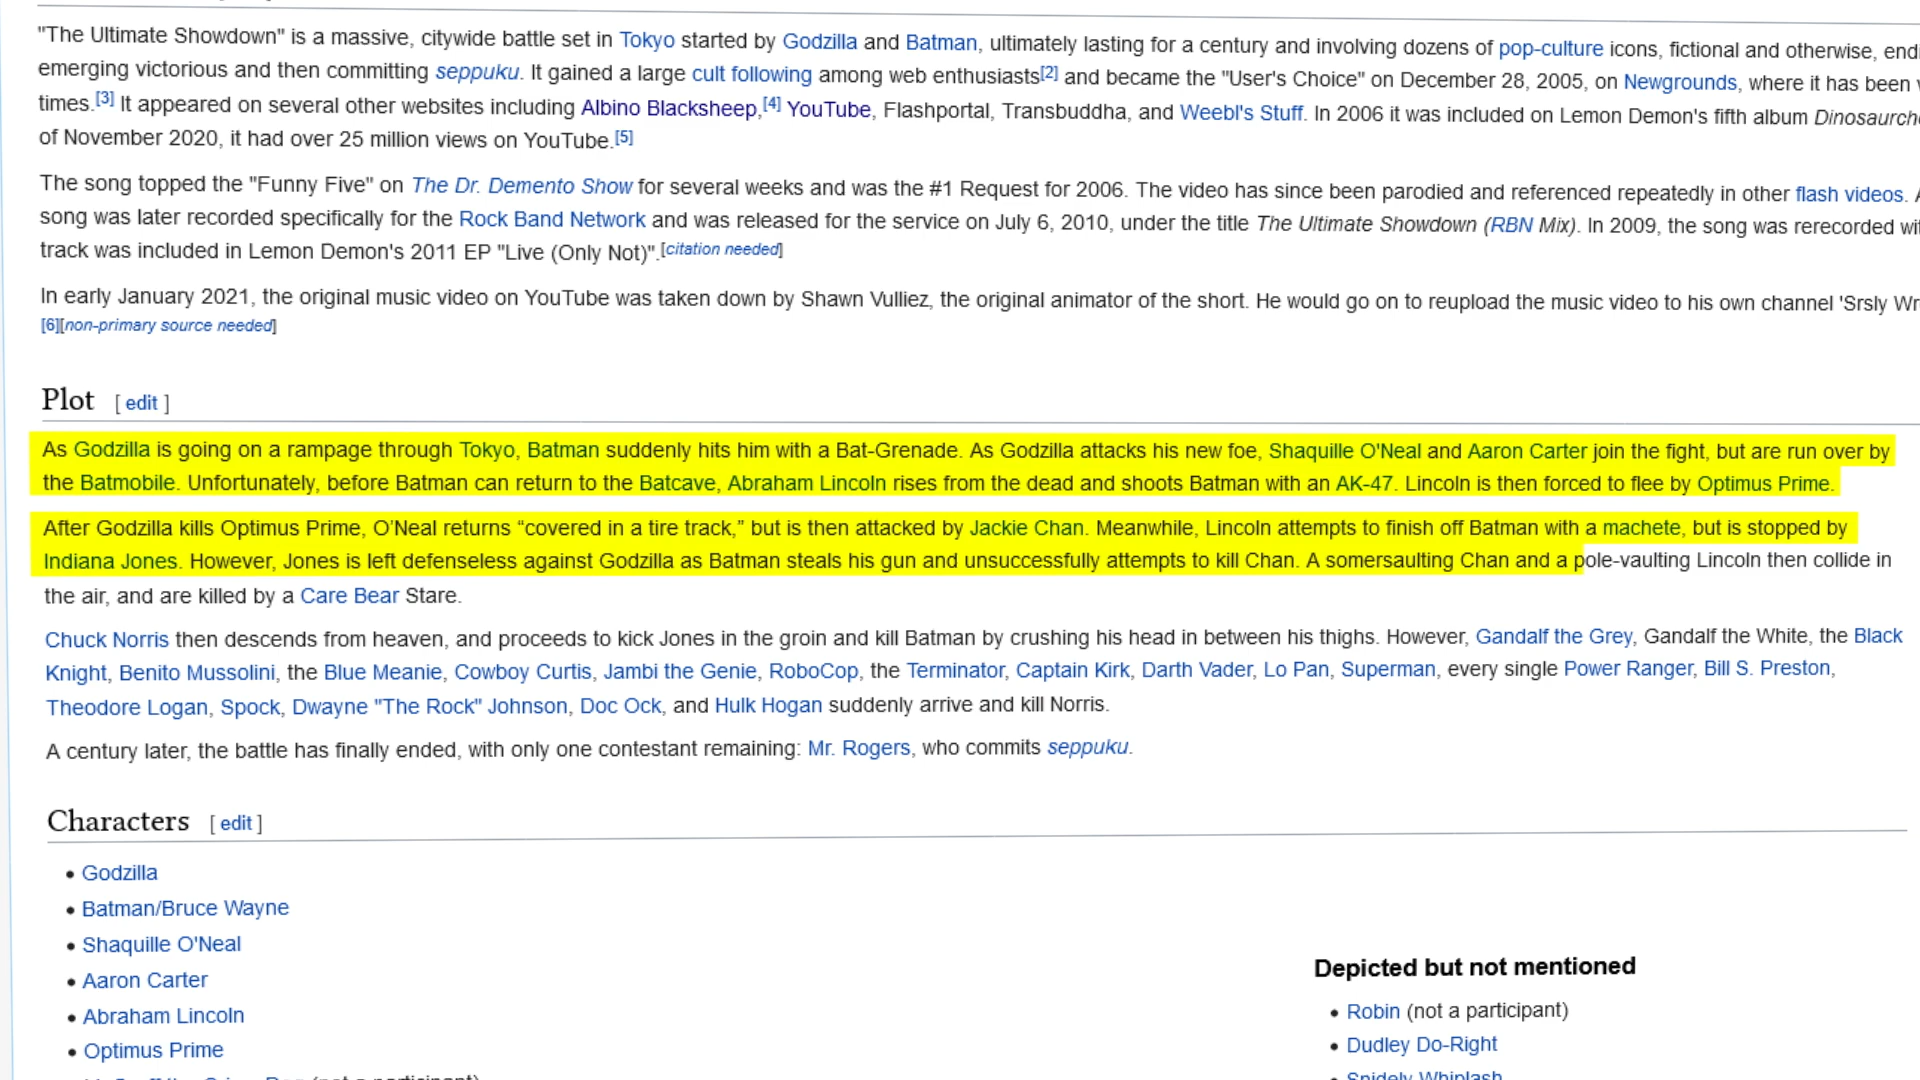 "The Ultimate Showdown" is a massive, citywide battle set in Tokyo started by Godzilla and Batman, ultimately lasting for a century and involving dozens of pop-culture icons, fictional and otherwise,
emerging victorious and then committing seppuku. It gained a large cult following among web enthusiasts[2] and became the "User's Choice" on December 28, 2005, on Newgrounds, where it has been
times.[3] It appeared on several other websites including Albino Blacksheep,[4] YouTube, Flashportal, Transbuddha, and Weebl's Stuff. In 2006 it was included on Lemon Demon's fifth album
of November 2020, it had over 25 million views on YouTube.[5]
The song topped the "Funny Five" on The Dr. Demento Show for several weeks and was the #1 Request for 2006. The video has since been parodied and referenced repeatedly in other flash videos.
song was later recorded specifically for the Rock Band Network and was released for the service on July 6, 2010, under the title The Ultimate Showdown (RBN Mix). In 2009, the song was rerecorded
track was included in Lemon Demon's 2011 EP "Live (Only Not)".[citation needed]
In early January 2021, the original music video on YouTube was taken down by Shawn Vulliez, the original animator of the short. He would go on to reupload the music video to his own channel 'Srsly
[6][non-primary source needed]
Plot [ edit ]
As Godzilla is going on a rampage through Tokyo, Batman suddenly hits him with a Bat-Grenade. As Godzilla attacks his new foe, Shaquille O'Neal and Aaron Carter join the fight, but are run over by
the Batmobile. Unfortunately, before Batman can return to the Batcave, Abraham Lincoln rises from the dead and shoots Batman with an AK-47. Lincoln is then forced to flee by Optimus Prime.
After Godzilla kills Optimus Prime, O'Neal returns “covered in a tire track,” but is then attacked by Jackie Chan. Meanwhile, Lincoln attempts to finish off Batman with a machete, but is stopped by
Indiana Jones. However, Jones is left defenseless against Godzilla as Batman steals his gun and unsuccessfully attempts to kill Chan. A somersaulting Chan and a pole-vaulting Lincoln then collide in
the air, and are killed by a Care Bear Stare.
Chuck Norris then descends from heaven, and proceeds to kick Jones in the groin and kill Batman by crushing his head in between his thighs. However, Gandalf the Grey, Gandalf the White, the Black
Knight, Benito Mussolini, the Blue Meanie, Cowboy Curtis, Jambi the Genie, RoboCop, the Terminator, Captain Kirk, Darth Vader, Lo Pan, Superman, every single Power Ranger, Bill S. Preston,
Theodore Logan, Spock, Dwayne "The Rock" Johnson, Doc Ock, and Hulk Hogan suddenly arrive and kill Norris.
A century later, the battle has finally ended, with only one contestant remaining: Mr. Rogers, who commits seppuku.
Characters [ edit ]
• Godzilla
• Batman/Bruce Wayne
• Shaquille O'Neal
• Aaron Carter
• Abraham Lincoln
• Optimus Prime
Depicted but not mentioned
• Robin (not a participant)
• Dudley Do-Right
• Snidely Whiplash